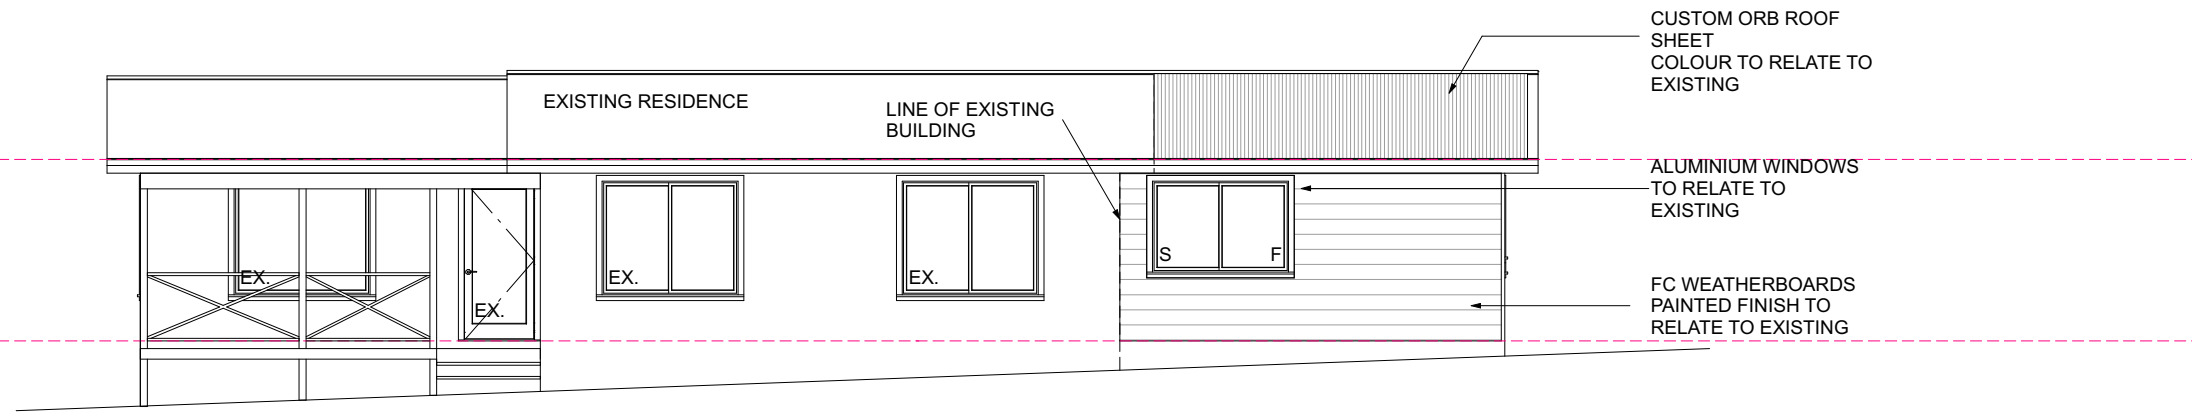 CUSTOM ORB ROOF
SHEET
COLOUR TO RELATE TO
EXISTING
EXISTING RESIDENCE
LINE OF EXISTING
BUILDING
ALUMINIUM WINDOWS
TO RELATE TO
EXISTING
S
F
EX.
EX.
EX.
EX.
FC WEATHERBOARDS
PAINTED FINISH TO
RELATE TO EXISTING